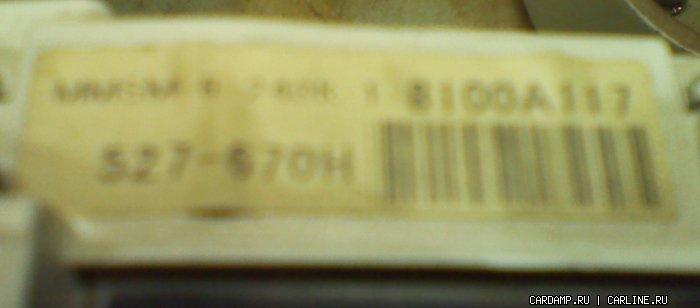 8100A117
527-670H
CARDAMP.RU | CARLINE.RU